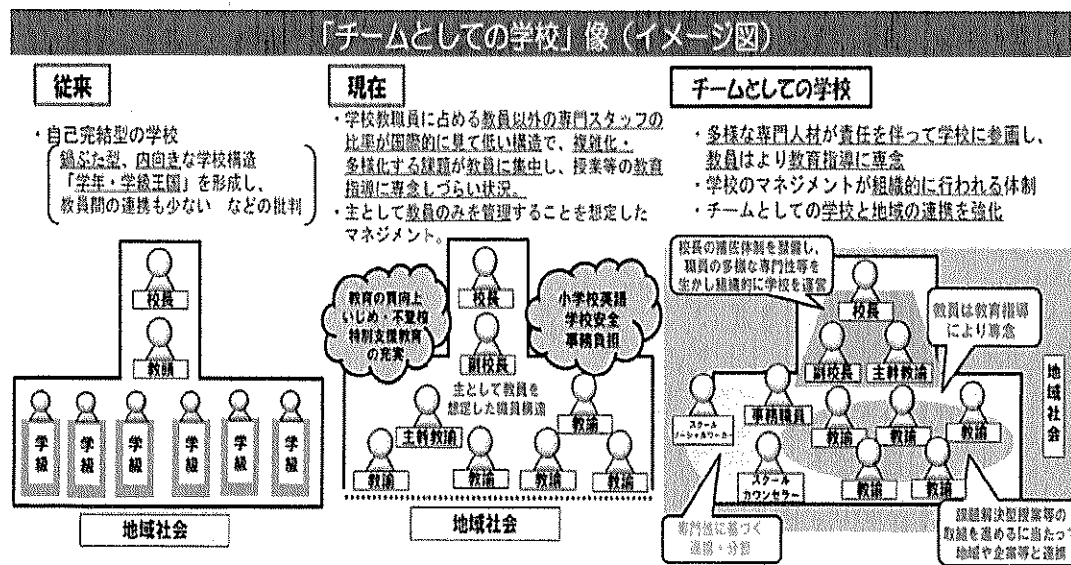 「チームとしての学校」像（イメージ図）
従来
・自己完結型の学校
鍋ぶた型、内向きな学校構造
「学年・学級王国」を形成し、
教員間の連携も少ない などの批判
校長
教頭
学級
学級
学級
学級
学級
学級
地域社会
現在
・学校教職員に占める教員以外の専門スタッフの
比率が国際的に見て低い構造で、複雑化・
多様化する課題が教員に集中し、授業等の教育
指導に専念しづらい状況。
・主として教員のみを管理することを想定した
マネジメント。
教育の質向上
いじめ・不登校
特別支援教育
の充実
小学校英語
学校安全
事務負担
校長
副校長
主として教員を
想定した職員構造
主幹教諭
教諭
教諭
教諭
教諭
教諭
地域社会
チームとしての学校
・多様な専門人材が責任を伴って学校に参画し、
教員はより教育指導に専念
・学校のマネジメントが組織的に行われる体制
・チームとしての学校と地域の連携を強化
校長の補佐体制を整備し、
職員の多様な専門性等を
生かし組織的に学校を運営
校長
教員は教育指導
により専念
副校長
主幹教諭
地域社会
スクール
ソーシャルワーカー
事務職員
教諭
教諭
教諭
スクール
カウンセラー
教諭
教諭
専門性に基づく
連携・分担
課題解決型授業等の
取組を進めるに当たって
地域や企業等と連携